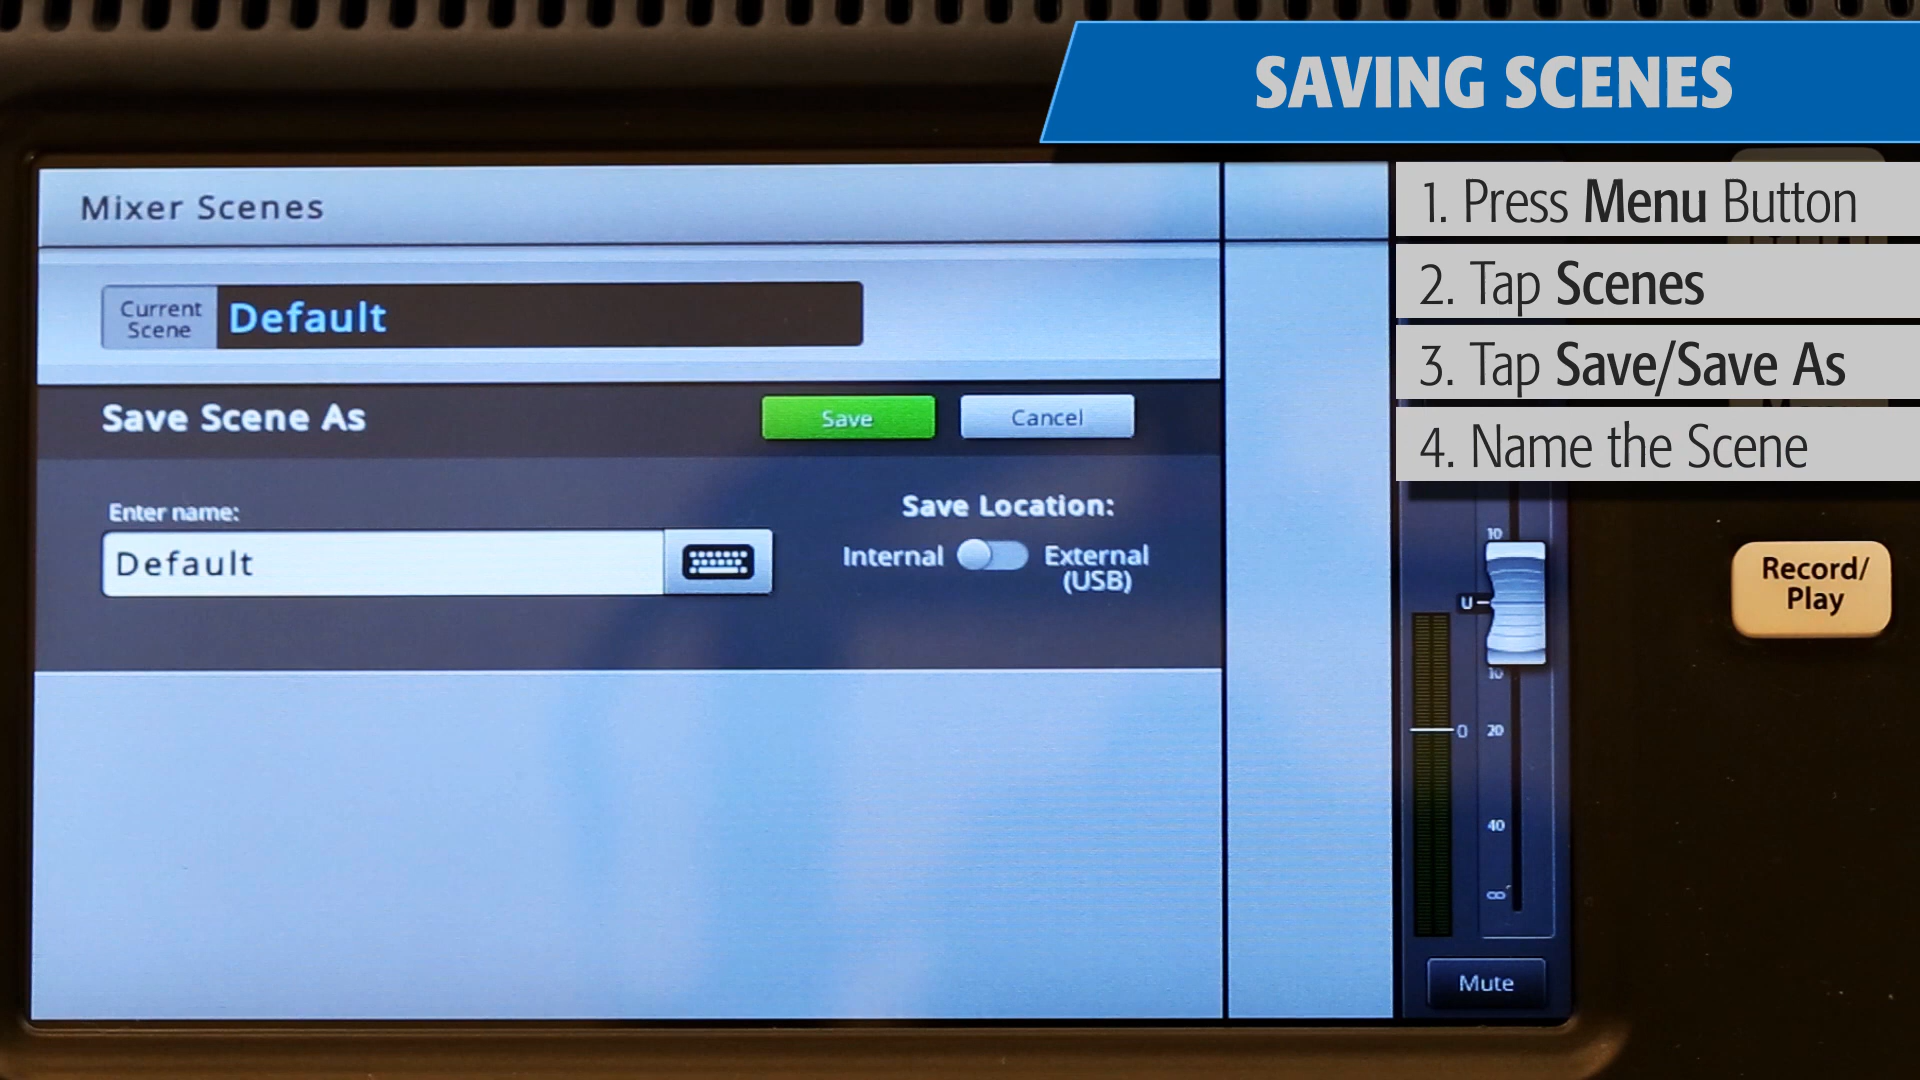 SAVING SCENES
1. Press Menu Button
2. Tap Scenes
3. Tap Save/Save As
4. Name the Scene
Mixer Scenes
Current
Scene
Default
Save Scene As
Save
Cancel
Enter name:
Default
Save Location:
Internal
External
(USB)
10
U
10
0
20
40
∞
Mute
Record/
Play